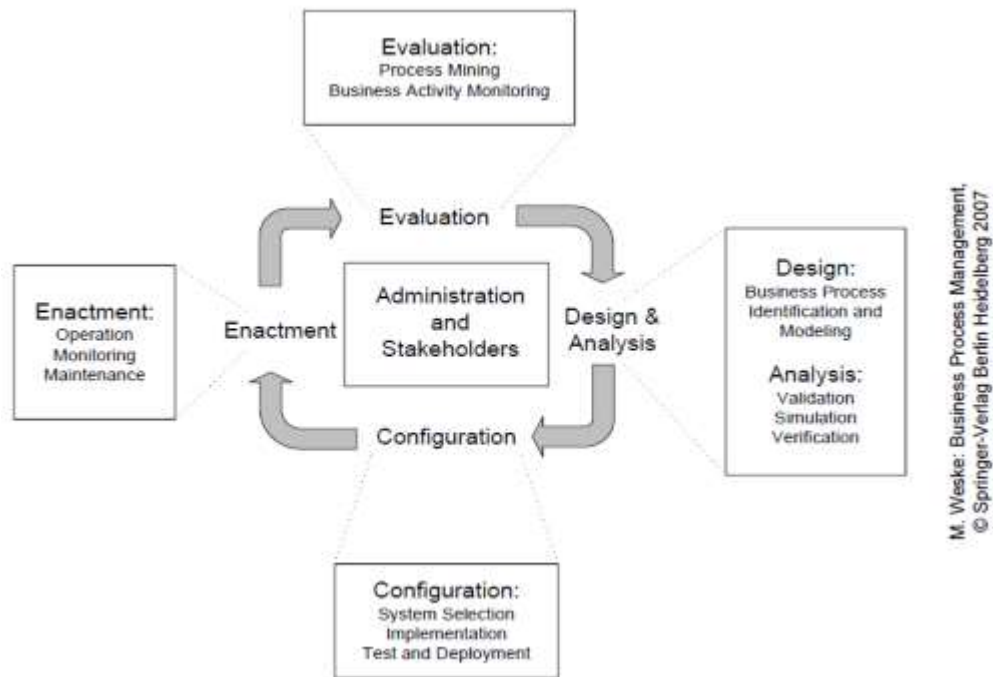 Evaluation:
Process Mining
Business Activity Monitoring
Evaluation
Enactment:
Operation
Monitoring
Maintenance
Enactment
Administration
and
Stakeholders
Design &
Analysis
Design:
Business Process
Identification and
Modeling
Analysis:
Validation
Simulation
Verification
Configuration
Configuration:
System Selection
Implementation
Test and Deployment
M. Weske: Business Process Management,
© Springer-Verlag Berlin Heidelberg 2007